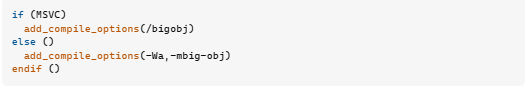 if (MSVC)
  add_compile_options(/bigobj)
else ()
  add_compile_options(-Wa,-mbig-obj)
endif ()